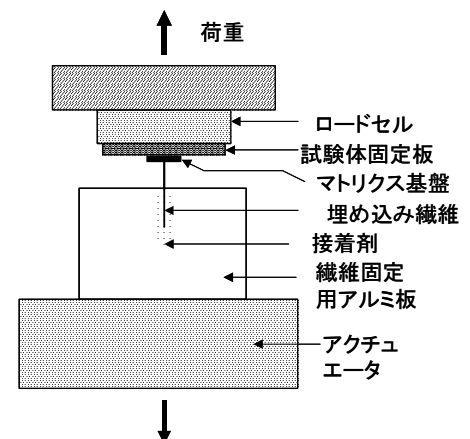 荷重
ロードセル
試験体固定板
マトリクス基盤
埋め込み繊維
接着剤
繊維固定
用アルミ板
アクチュ
エータ